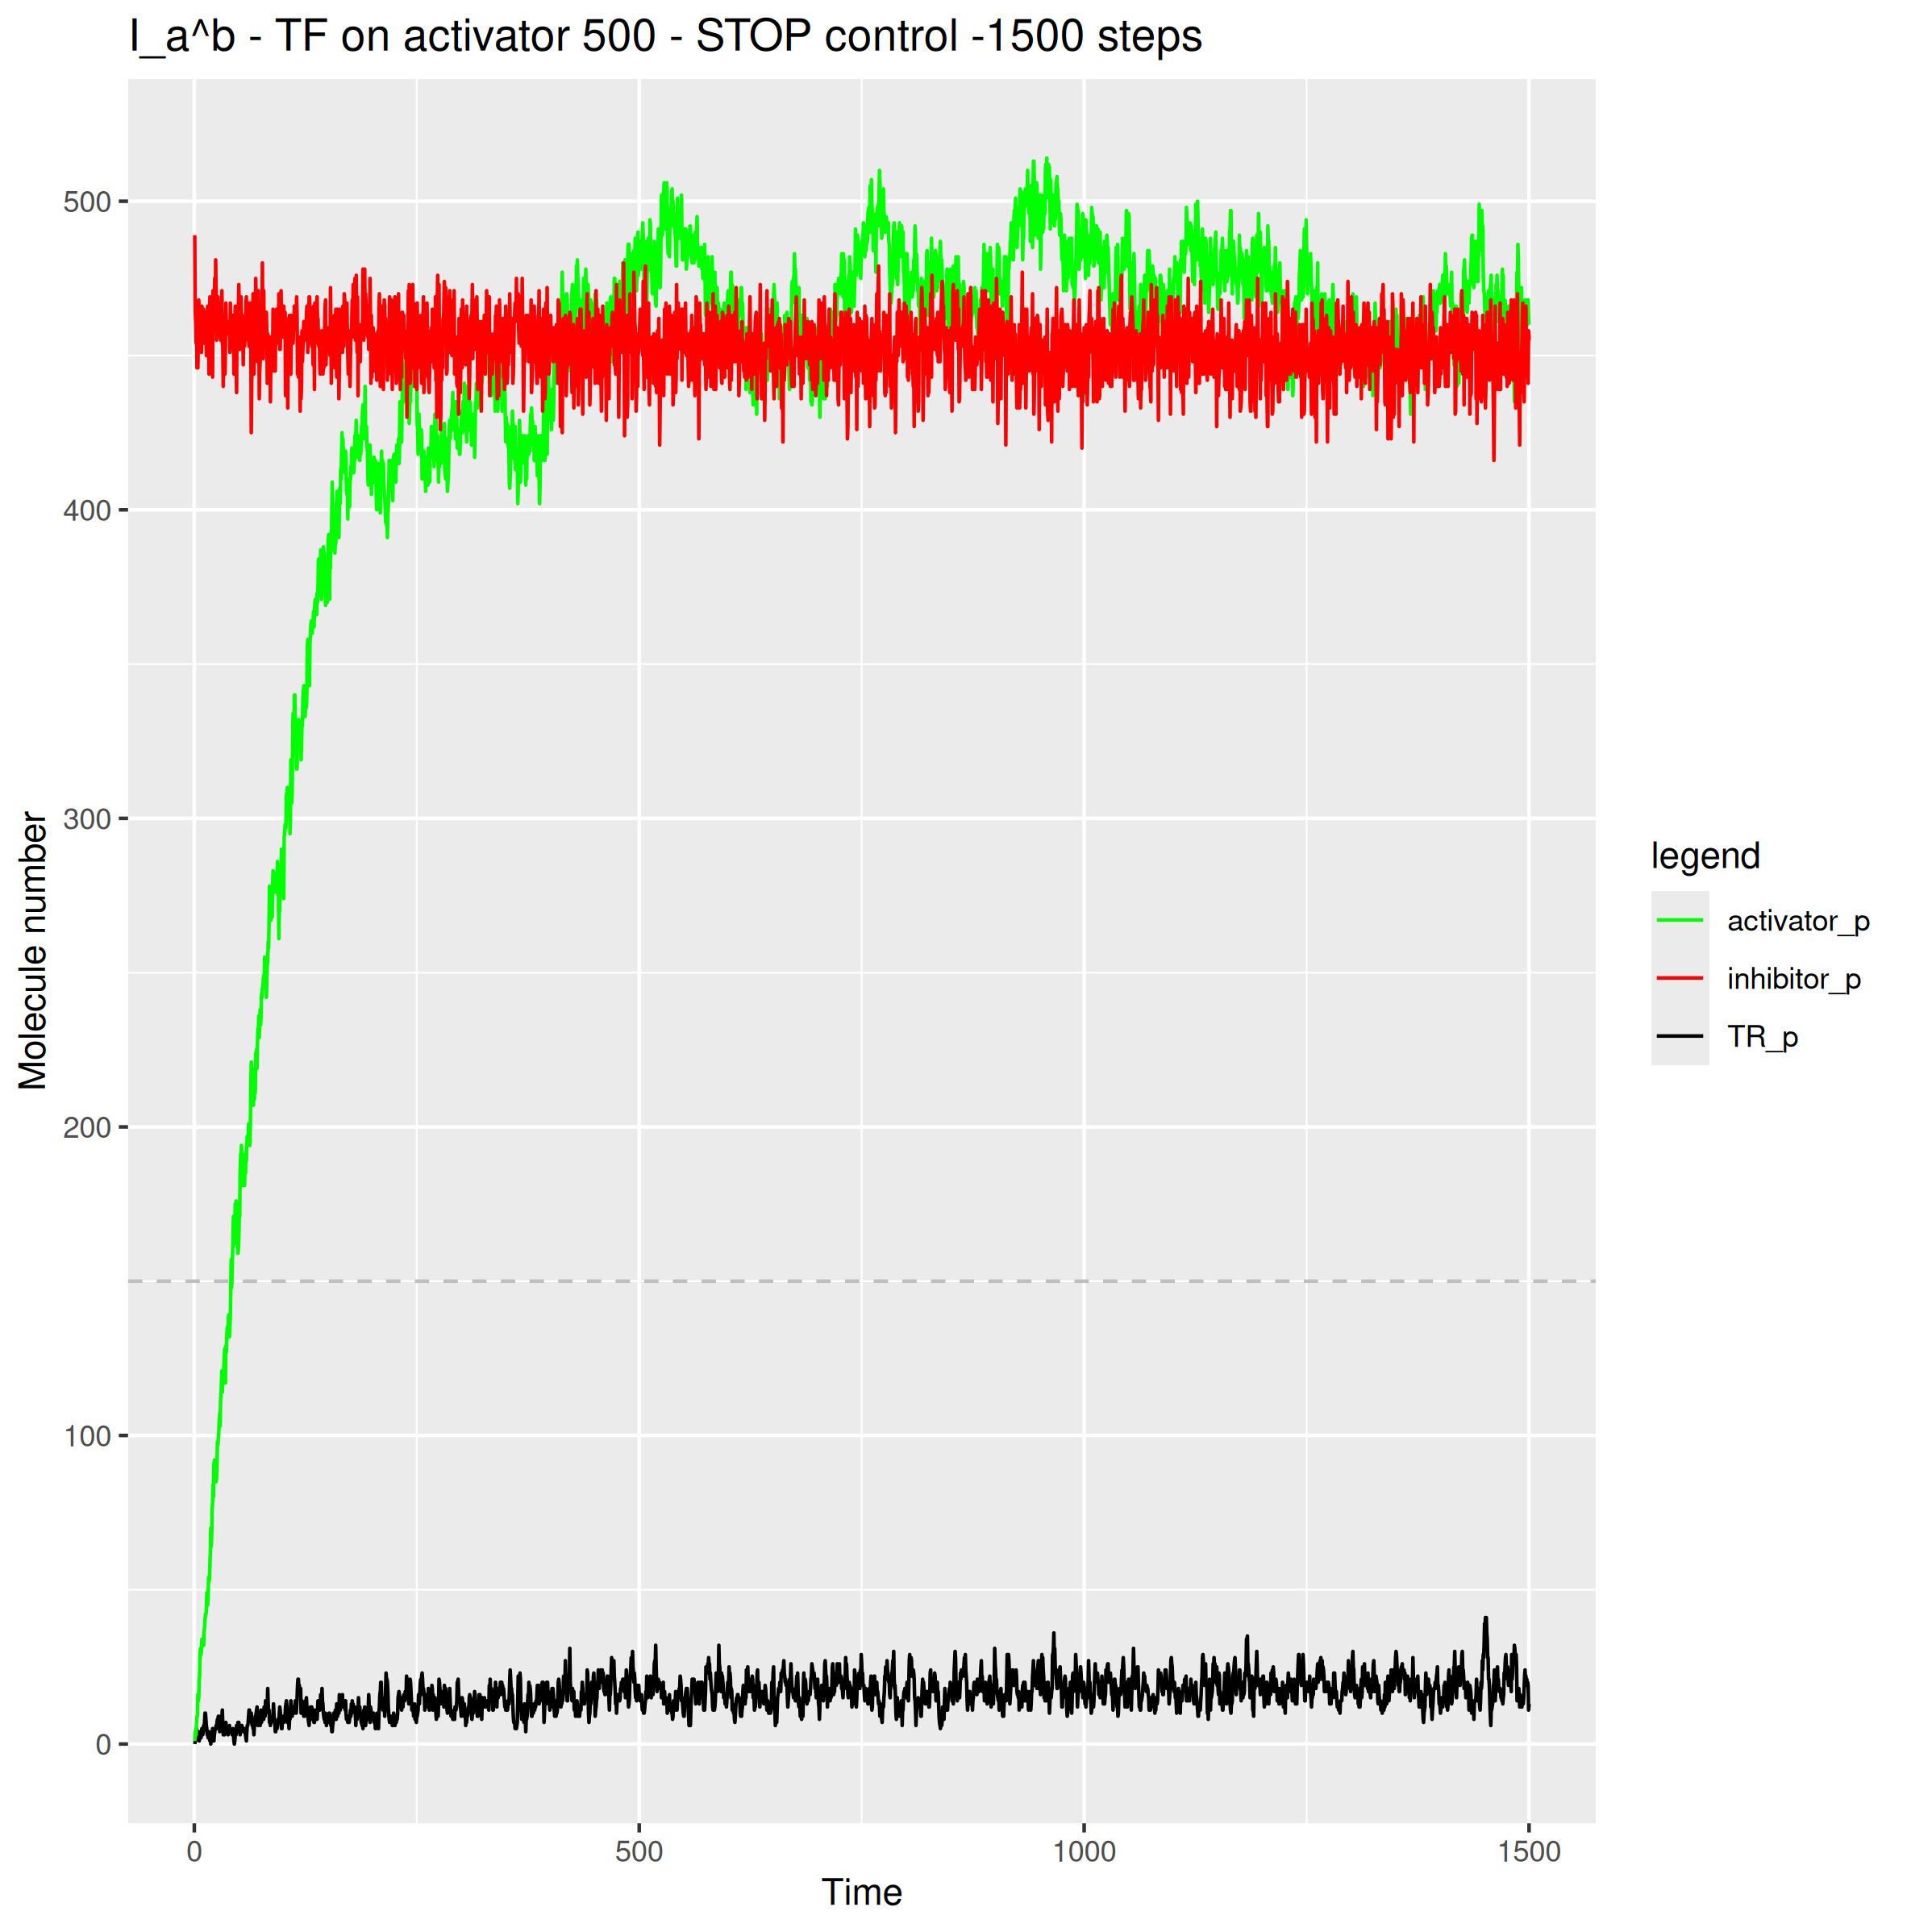 I_a^b - TF on activator 500 - STOP control -1500 steps
Molecule number
500
400
300
200
100
0
0 500 1000 1500
Time
legend
activator_p
inhibitor_p
TR_p